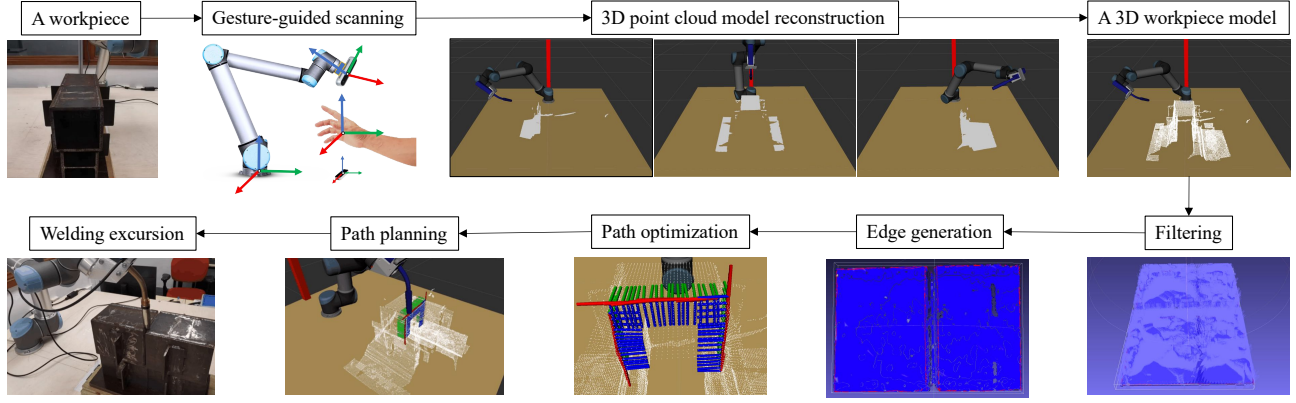 A workpiece
Gesture-guided scanning
3D point cloud model reconstruction
A 3D workpiece model
Welding excursion
Path planning
Path optimization
Edge generation
Filtering